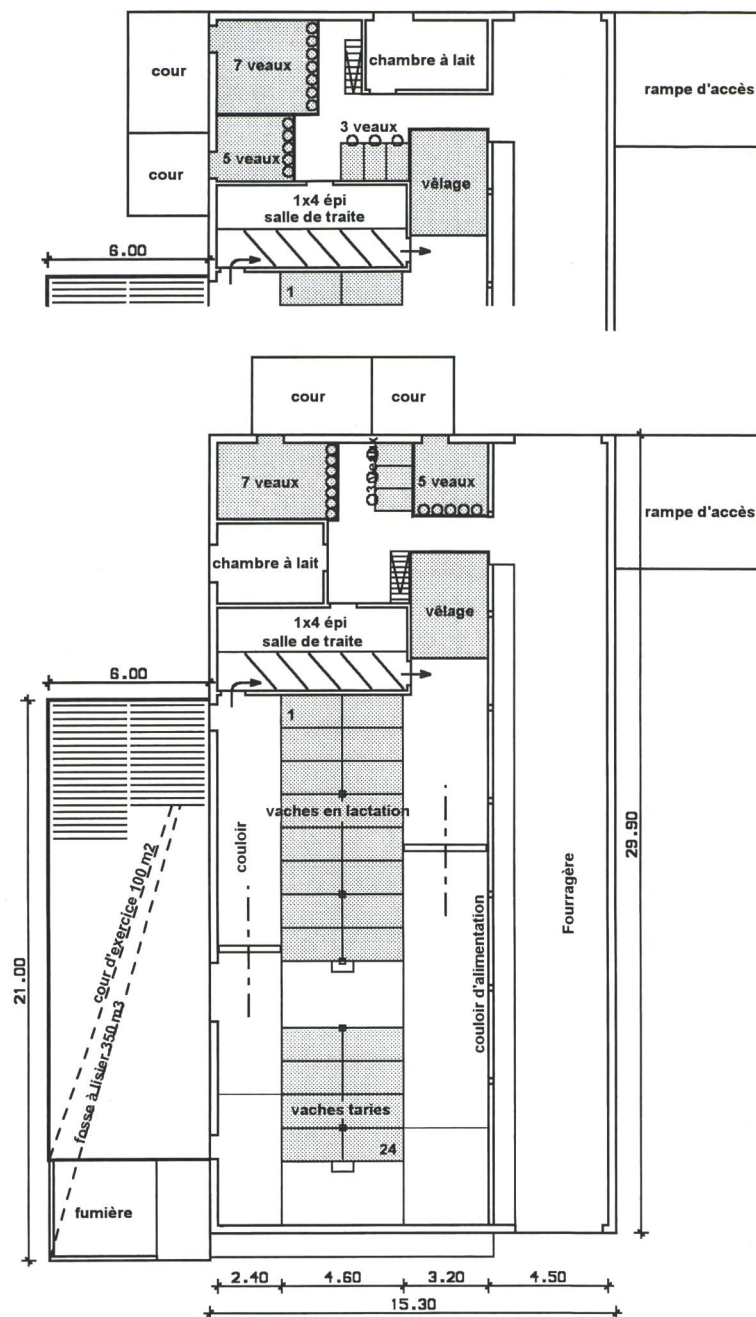 cour
7 veaux
chambre à lait
rampe d'accès
3 veaux
cour
5 veaux
vêlage
1x4 épi
salle de traite
6.00
1
cour
cour
7 veaux
3 veaux
5 veaux
rampe d'accès
chambre à lait
vêlage
1x4 épi
salle de traite
6.00
1
vaches en lactation
couloir
cour d'exercice 100 m2
fosse à lisier 350 m3
21.00
couloir d'alimentation
Fourragère
29.90
vaches taries
24
fumière
2.40
4.60
3.20
4.50
15.30